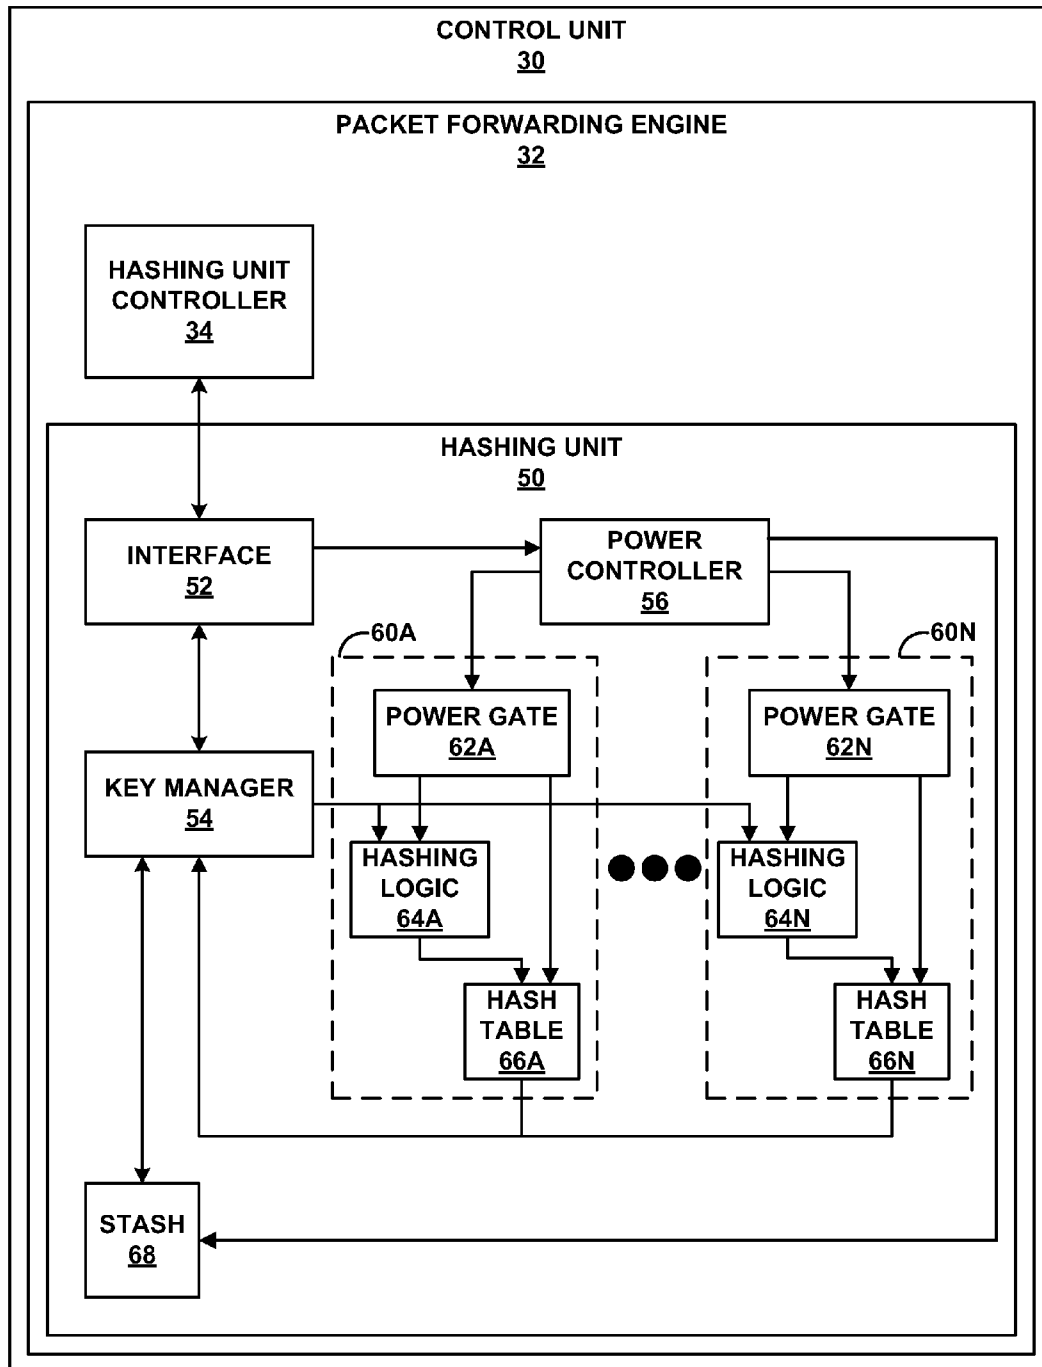 CONTROL UNIT
30
PACKET FORWARDING ENGINE
32
HASHING UNIT
CONTROLLER
34
HASHING UNIT
50
INTERFACE
52
POWER
CONTROLLER
56
60A
60N
POWER GATE
62A
POWER GATE
62N
KEY MANAGER
54
HASHING
LOGIC
64A
HASHING
LOGIC
64N
HASH
TABLE
66A
HASH
TABLE
66N
STASH
68